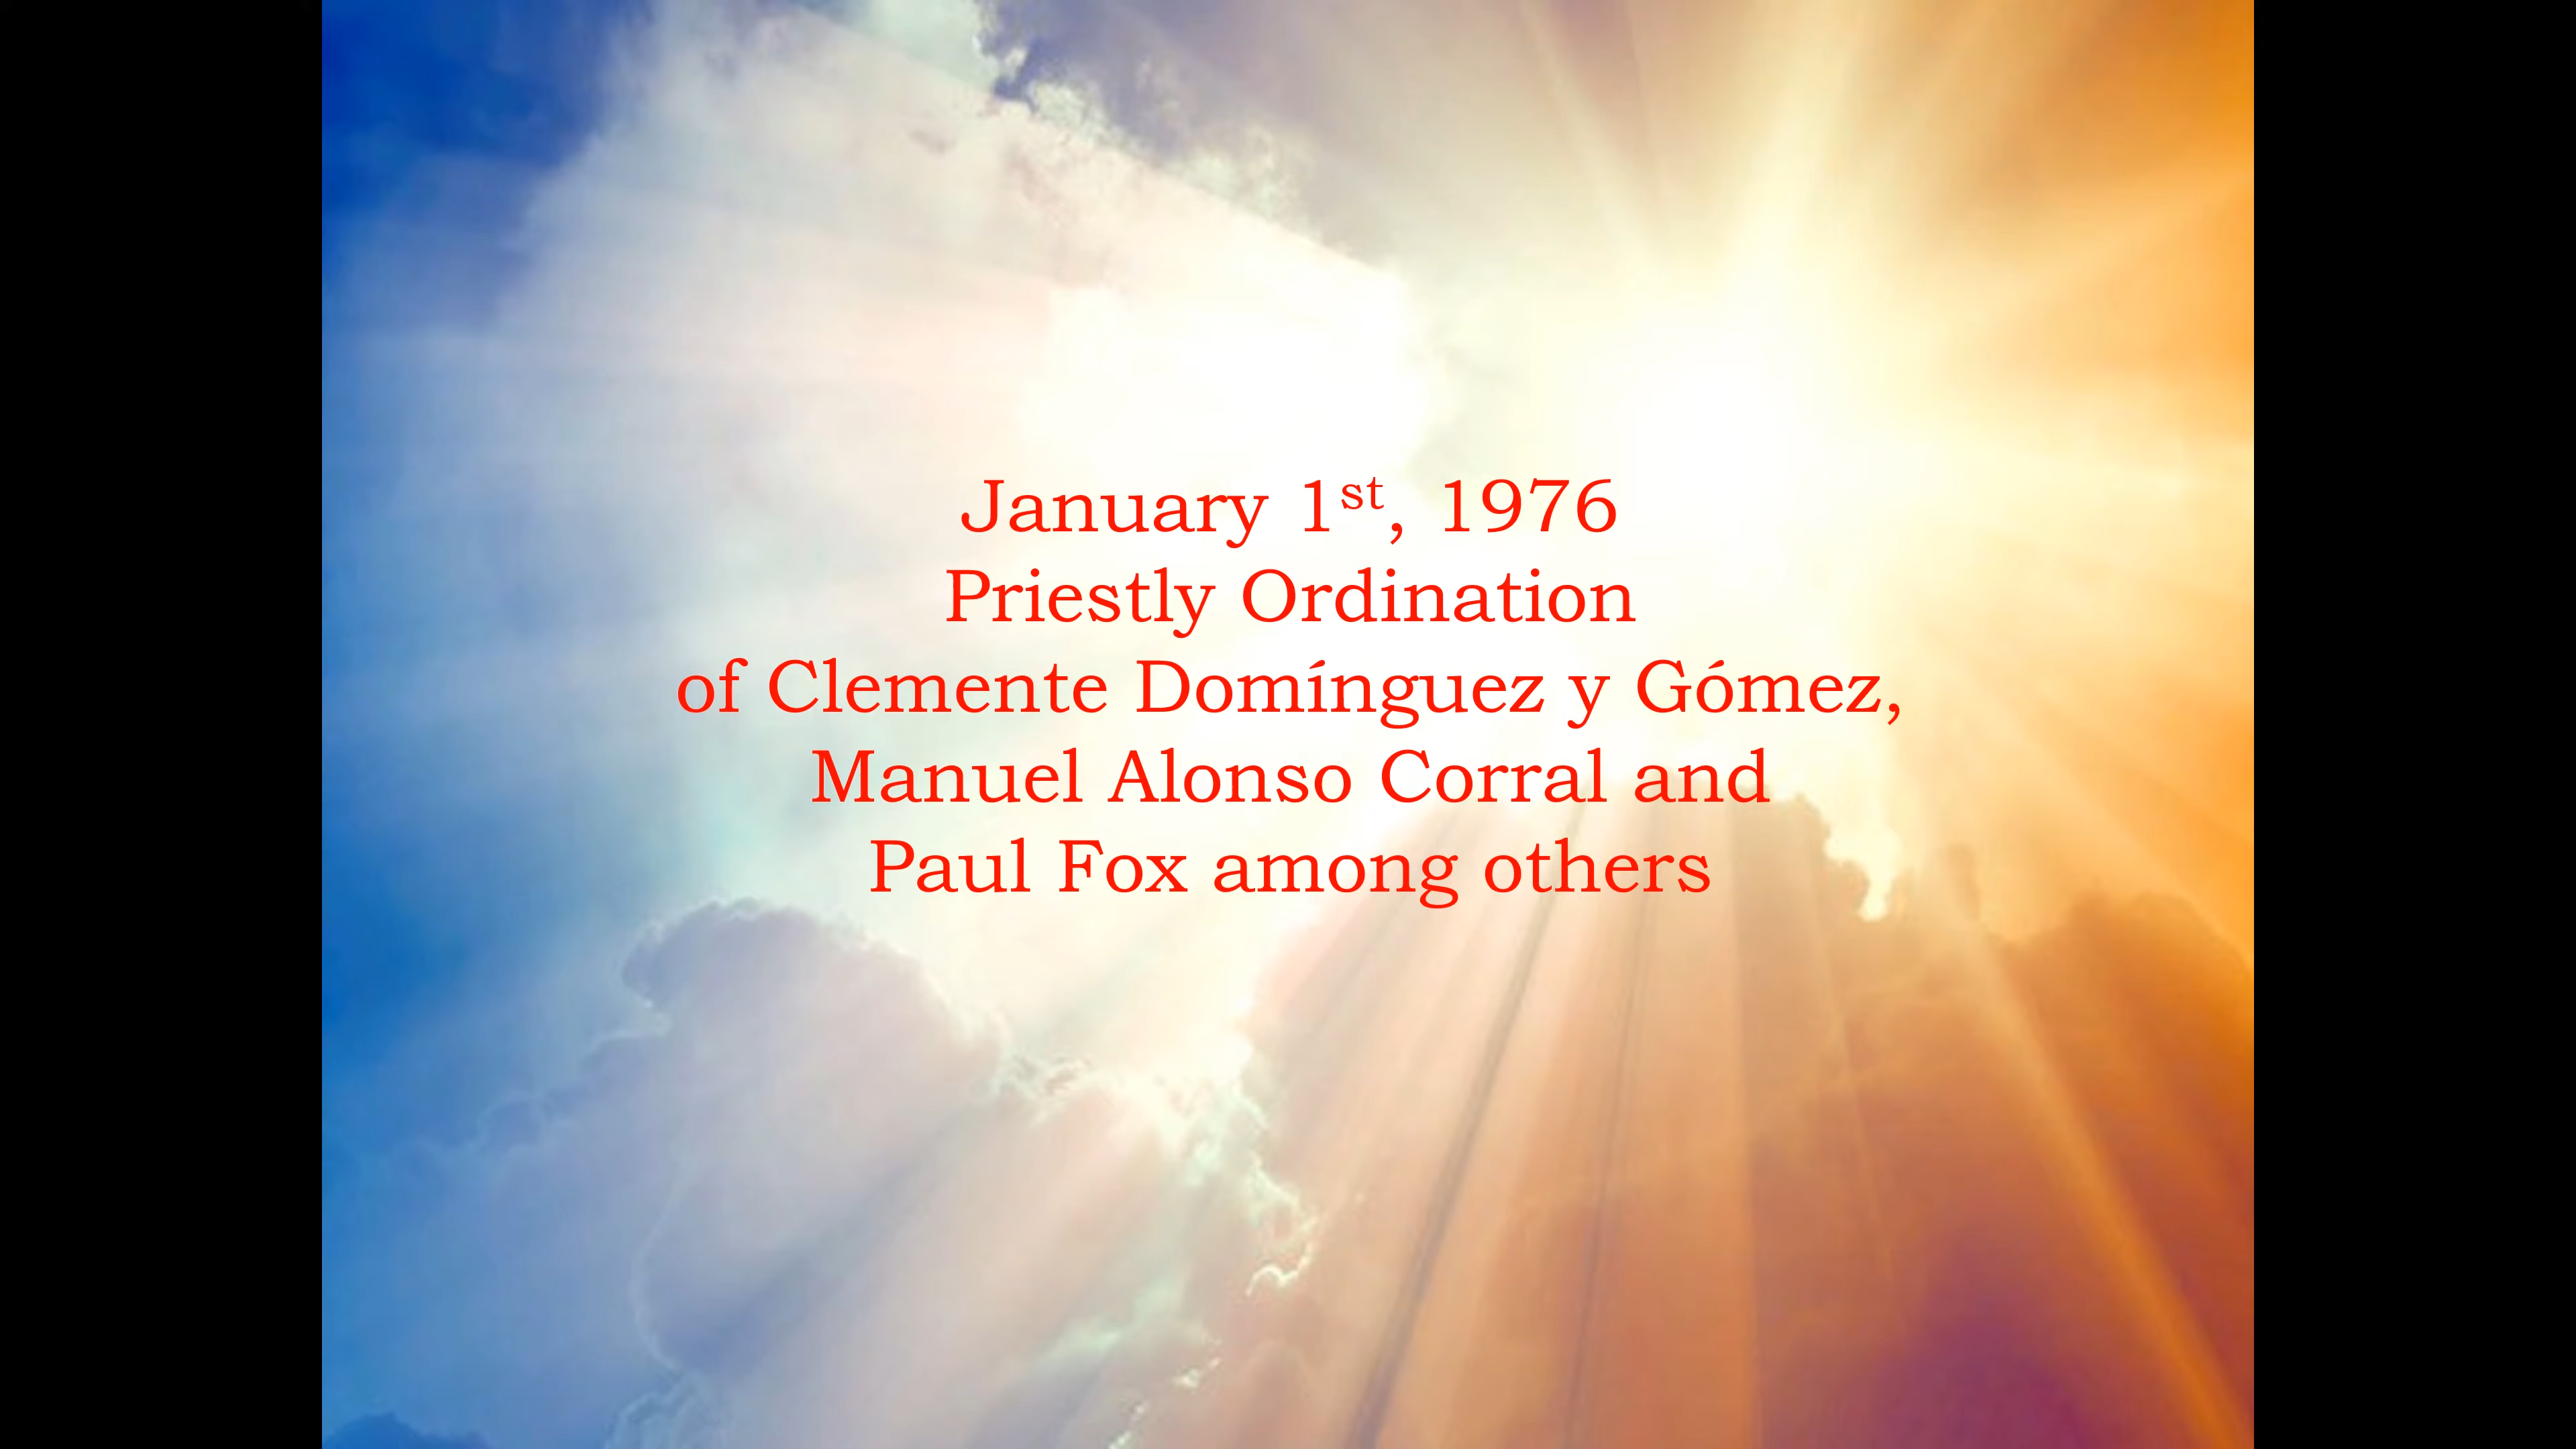 January 1st, 1976
Priestly Ordination
of Clemente Domínguez y Gómez,
Manuel Alonso Corral and
Paul Fox among others